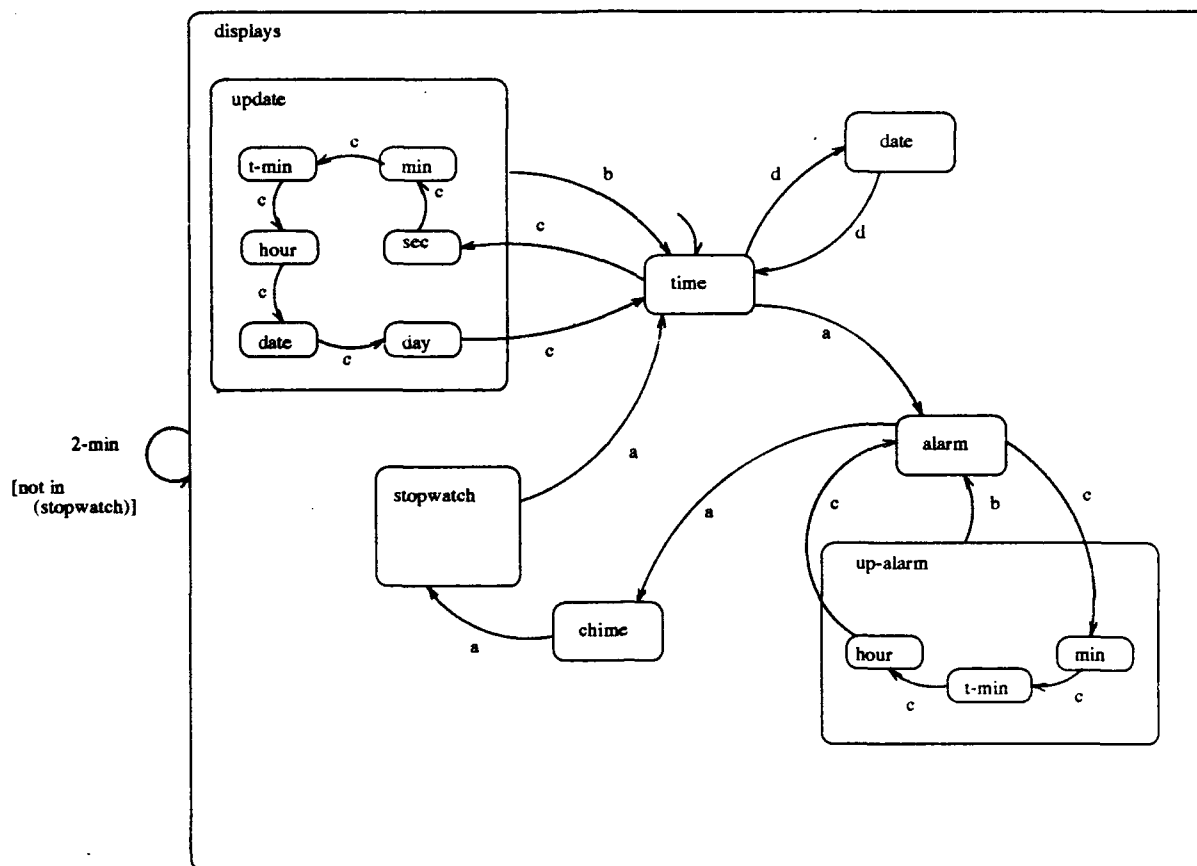 displays
update
t-min
c
min
c
c
hour
sec
c
date
c
day
b
c
c
time
d
date
d
a
2-min
[not in
(stopwatch)]
stopwatch
a
a
chime
a
alarm
c
b
c
up-alarm
hour
c
t-min
c
min